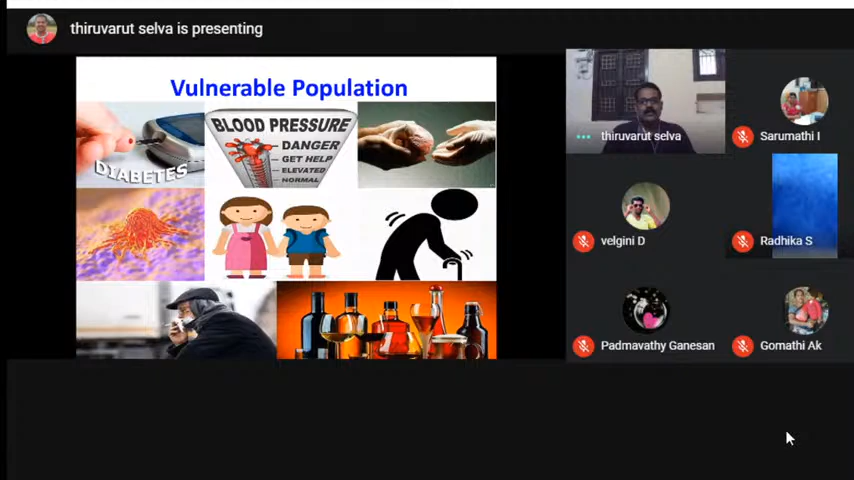 thiruvarut selva is presenting
Vulnerable Population
DIABETES
BLOOD PRESSURE
DANGER
GET HELP
ELEVATED
NORMAL
thiruvarut selva
Sarumathi I
velgini D
Radhika S
Padmavathy Ganesan
Gomathi Ak